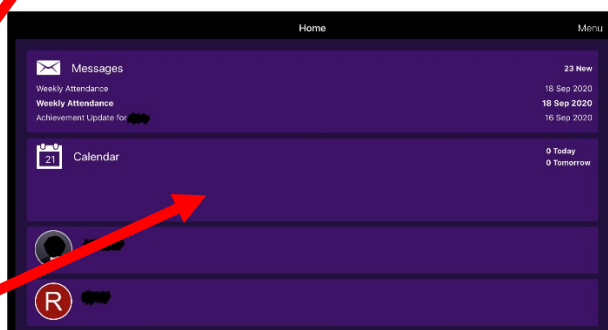 Home Menu
Messages 23 New
Weekly Attendance 18 Sep 2020
Weekly Attendance 18 Sep 2020
Achievement Update for 16 Sep 2020
21 Calendar 0 Today
0 Tomorrow
R